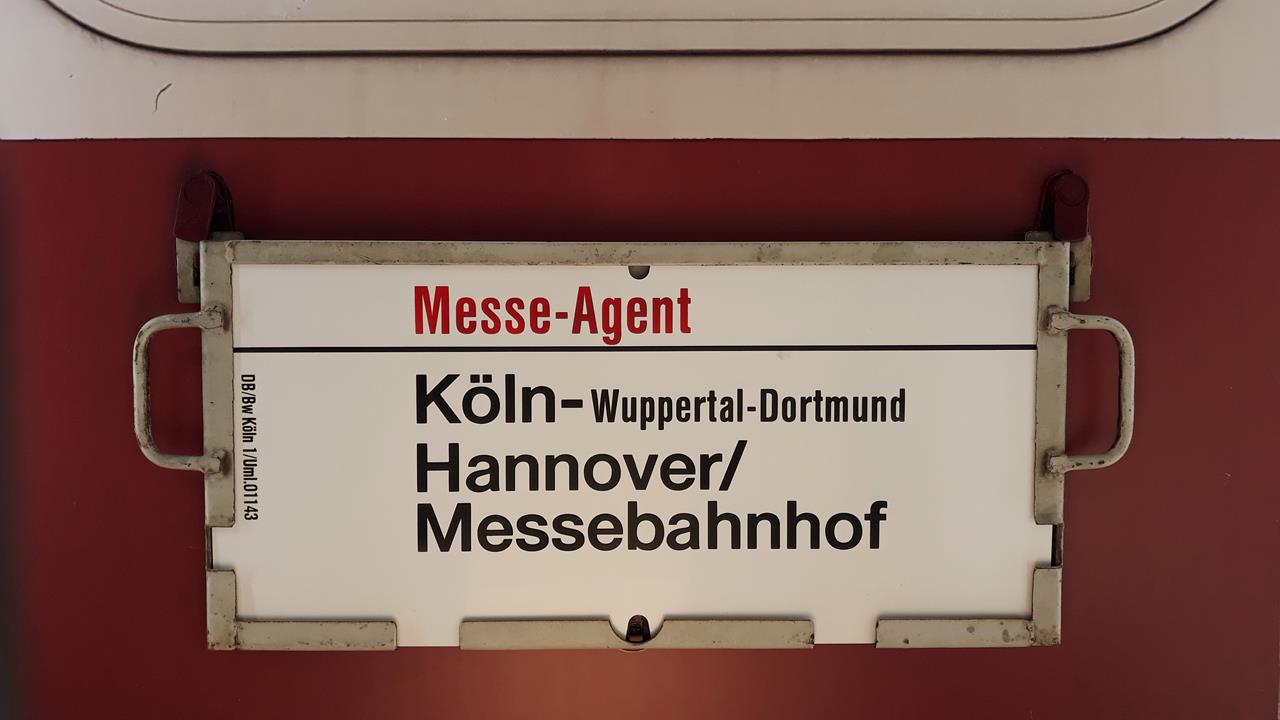 Messe-Agent
Köln-Wuppertal-Dortmund
Hannover/
Messebahnhof
DB/Bw Köln 1/Uml.01143